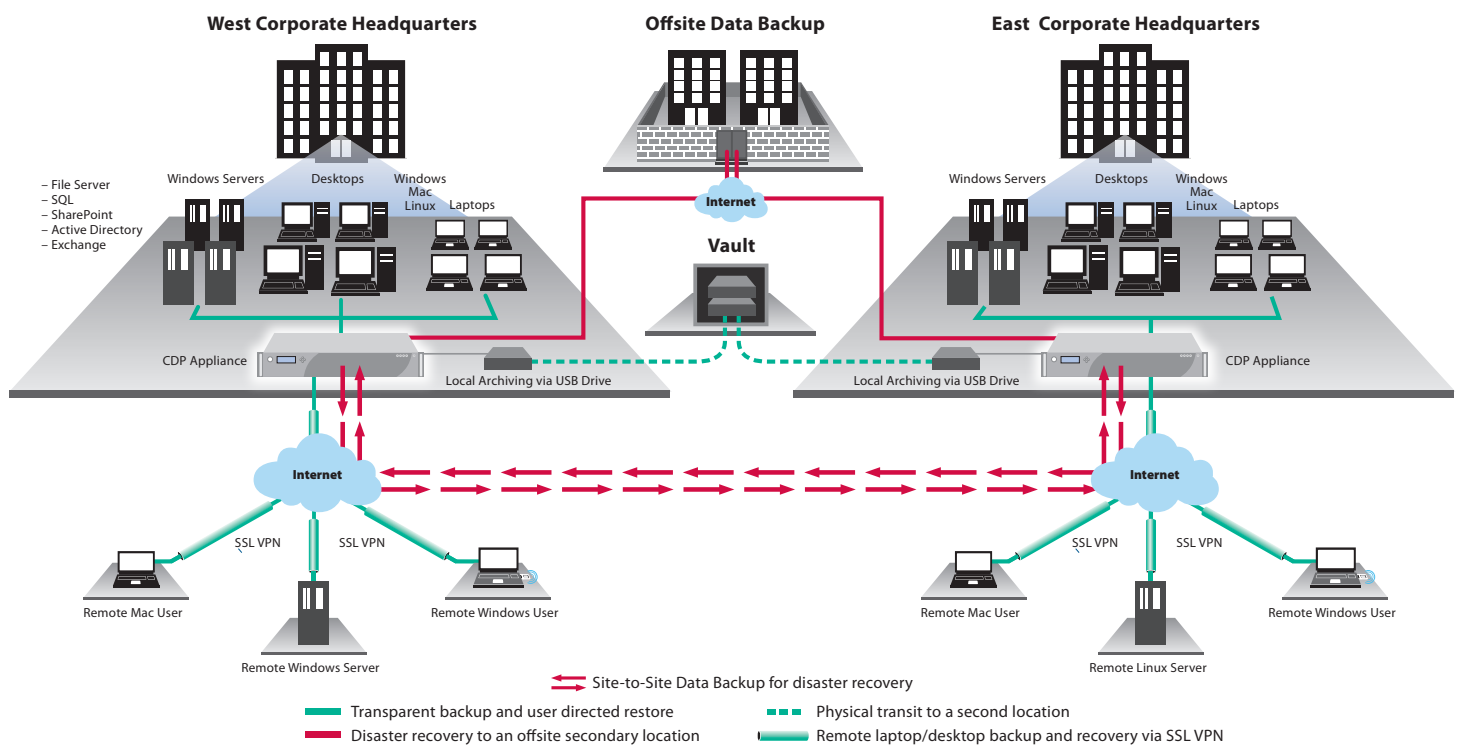 West Corporate Headquarters
Offsite Data Backup
East Corporate Headquarters
– File Server
– SQL
– SharePoint
– Active Directory
– Exchange
Windows Servers
Desktops
Windows
Mac
Linux
Laptops
Internet
Vault
Windows Servers
Desktops
Windows
Mac
Linux
Laptops
CDP Appliance
Local Archiving via USB Drive
Local Archiving via USB Drive
CDP Appliance
Internet
Internet
SSL VPN
SSL VPN
SSL VPN
SSL VPN
Remote Mac User
Remote Windows User
Remote Windows Server
Remote Mac User
Remote Windows User
Remote Linux Server
Site-to-Site Data Backup for disaster recovery
Transparent backup and user directed restore
Physical transit to a second location
Disaster recovery to an offsite secondary location
Remote laptop/desktop backup and recovery via SSL VPN